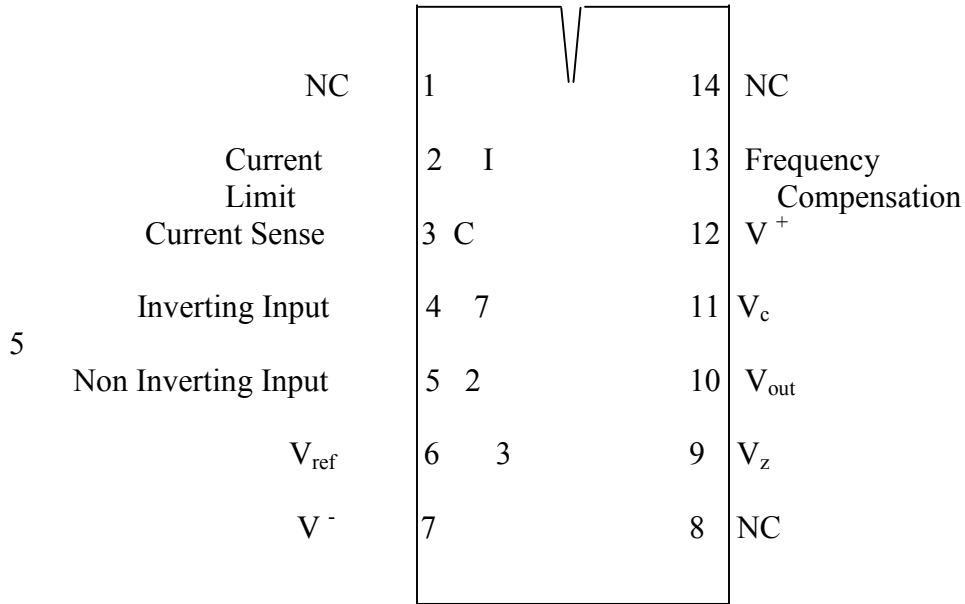 NC 1 14 NC
Current 2 I 13 Frequency
Limit Compensation
Current Sense 3 C 12 V +
Inverting Input 4 7 11 Vc
5
Non Inverting Input 5 2 10 Vout
Vref 6 3 9 Vz
V - 7 8 NC